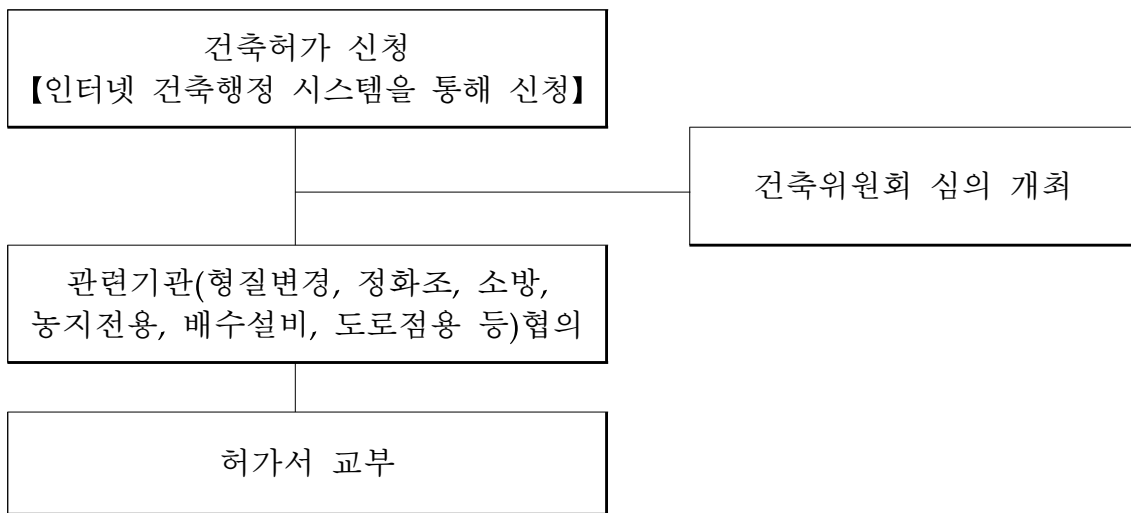 건축허가 신청
【인터넷 건축행정 시스템을 통해 신청】
건축위원회 심의 개최
관련기관(형질변경, 정화조, 소방,
농지전용, 배수설비, 도로점용 등)협의
허가서 교부